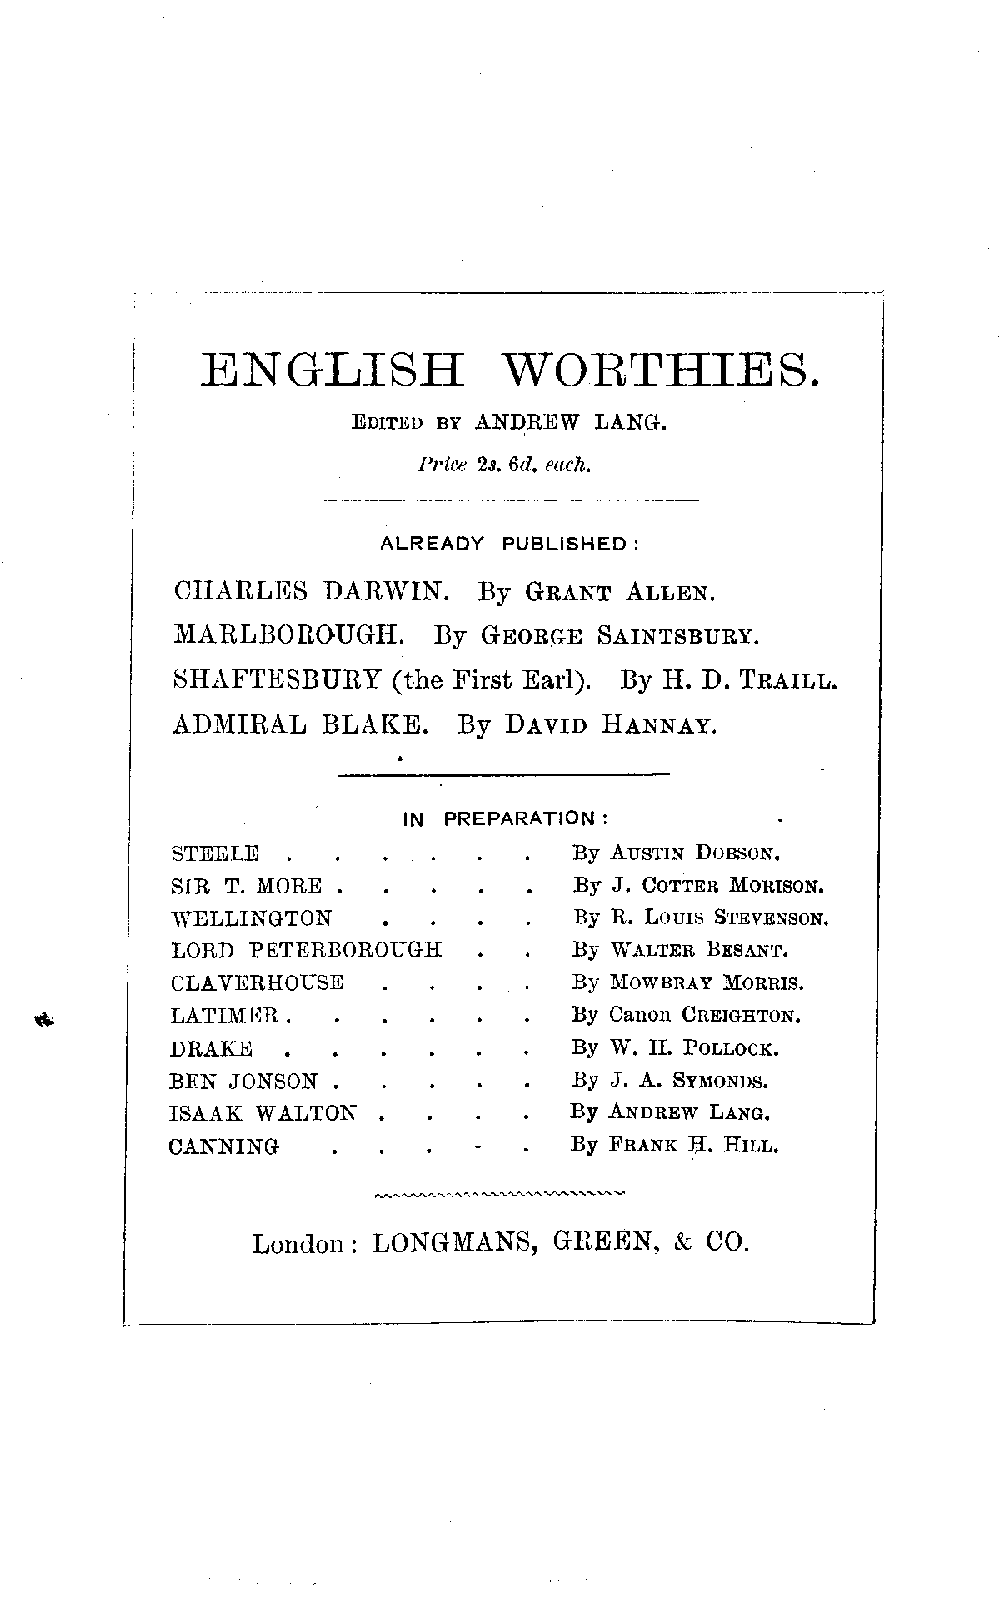 ENGLISH WORTHIES.
EDITED BY ANDREW LANG.
Price 2s. 6d. each.
ALREADY PUBLISHED:
CHARLES DARWIN. By GRANT ALLEN.
MARLBOROUGH. By GEORGE SAINTSBURY.
SHAFTESBURY (the First Earl). By H. D. TRAILL.
ADMIRAL BLAKE. By DAVID HANNAY.
IN PREPARATION:
STEELE . . . . . . By AUSTIN DOBSON.
SIR T. MORE . . . . . By J. COTTER MORISON.
WELLINGTON . . . . By R. LOUIS STEVENSON.
LORD PETERBOROUGH . . By WALTER BESANT.
CLAVERHOUSE . . . . By MOWBRAY MORRIS.
LATIMER . . . . . . By Canon CREIGHTON.
DRAKE . . . . . . By W. H. POLLOCK.
BEN JONSON . . . . . By J. A. SYMONDS.
ISAAK WALTON . . . . By ANDREW LANG.
CANNING . . . . . By FRANK H. HILL.
London: LONGMANS, GREEN, & CO.